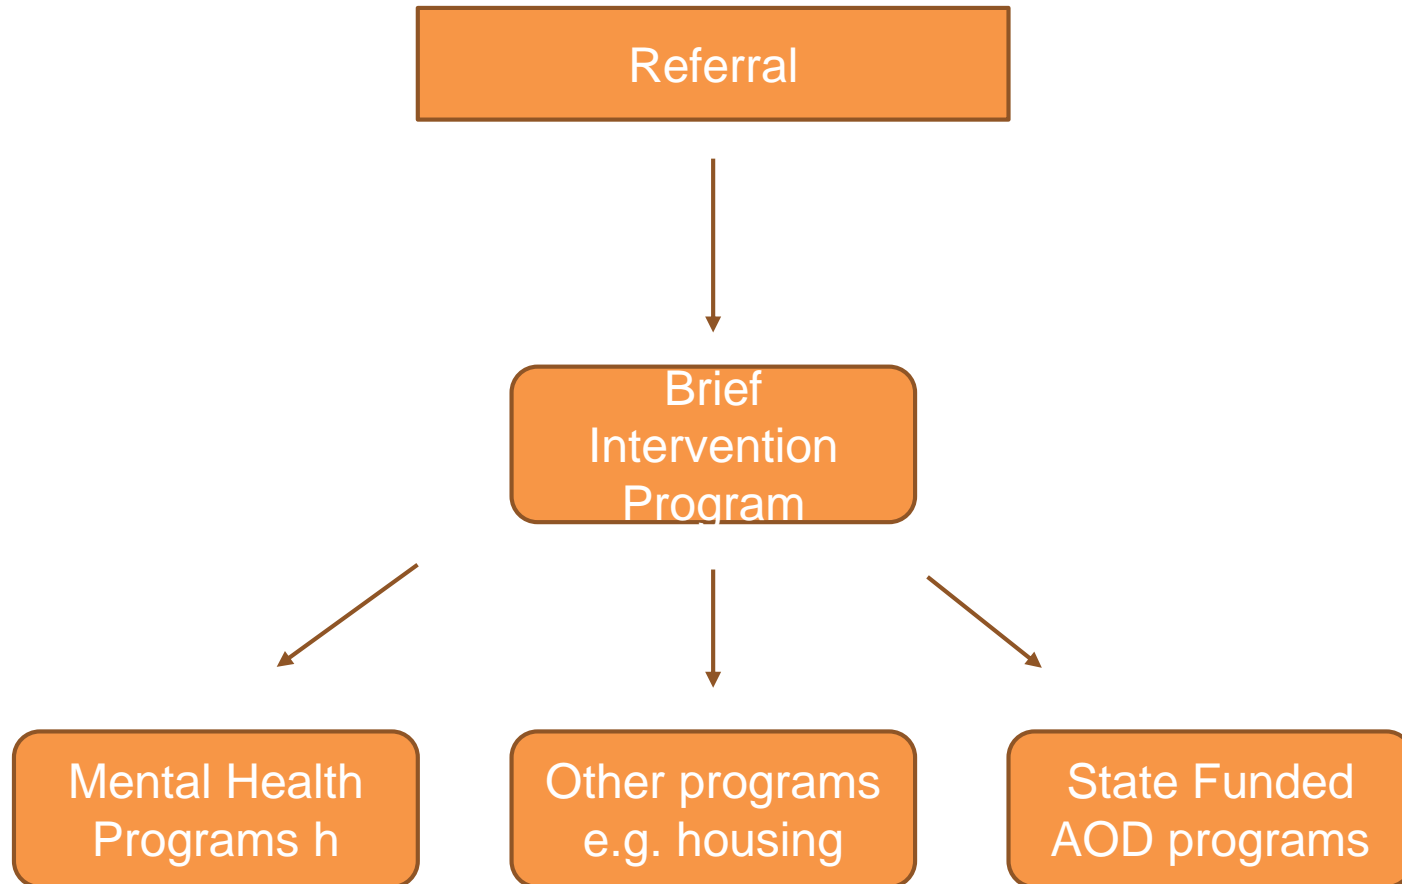 Referral
Brief
Intervention
Program
Mental Health
Programs h
Other programs
e.g. housing
State Funded
AOD programs